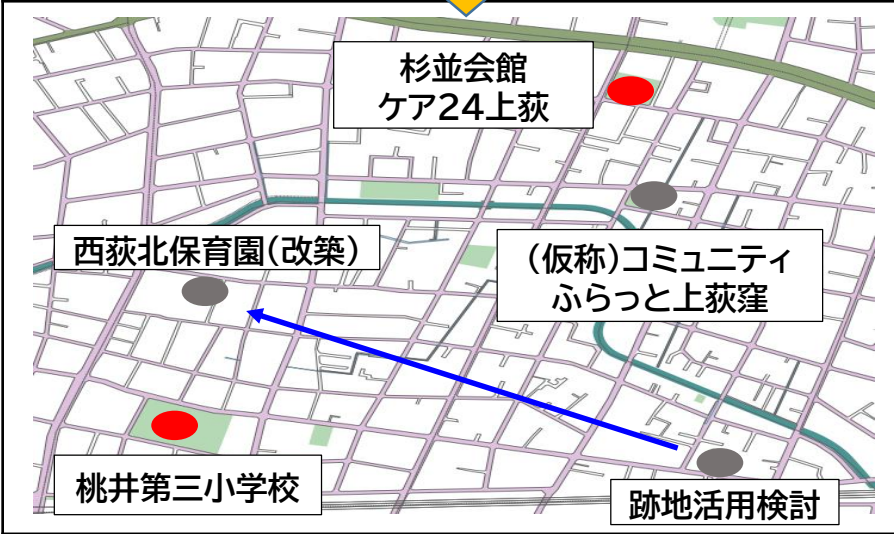 杉並会館
ケア24上荻
西荻北保育園(改築)
(仮称)コミュニティ
ふらっと上荻窪
桃井第三小学校
跡地活用検討